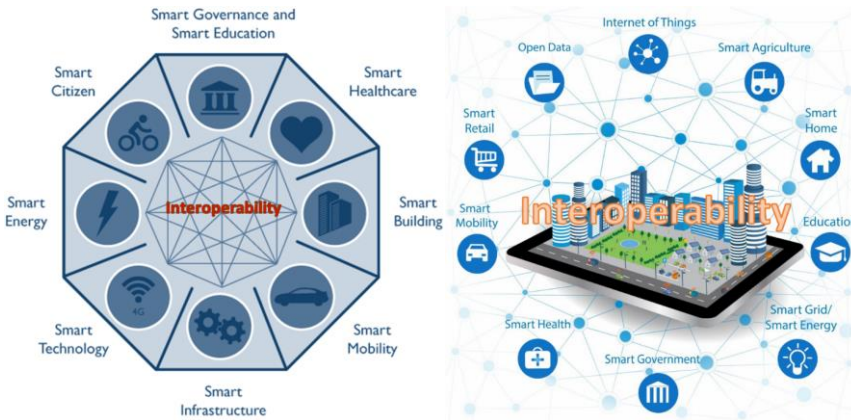 Smart Governance and
Smart Education
Smart
Citizen
Smart
Healthcare
Smart
Energy
Interoperability
Smart
Building
4G
Smart
Technology
Smart
Mobility
Smart
Infrastructure
Internet of Things
Open Data
Smart Agriculture
Smart
Retail
Smart
Home
Interoperability
Smart
Mobility
Education
Smart Health
Smart Grid/
Smart Energy
Smart Government